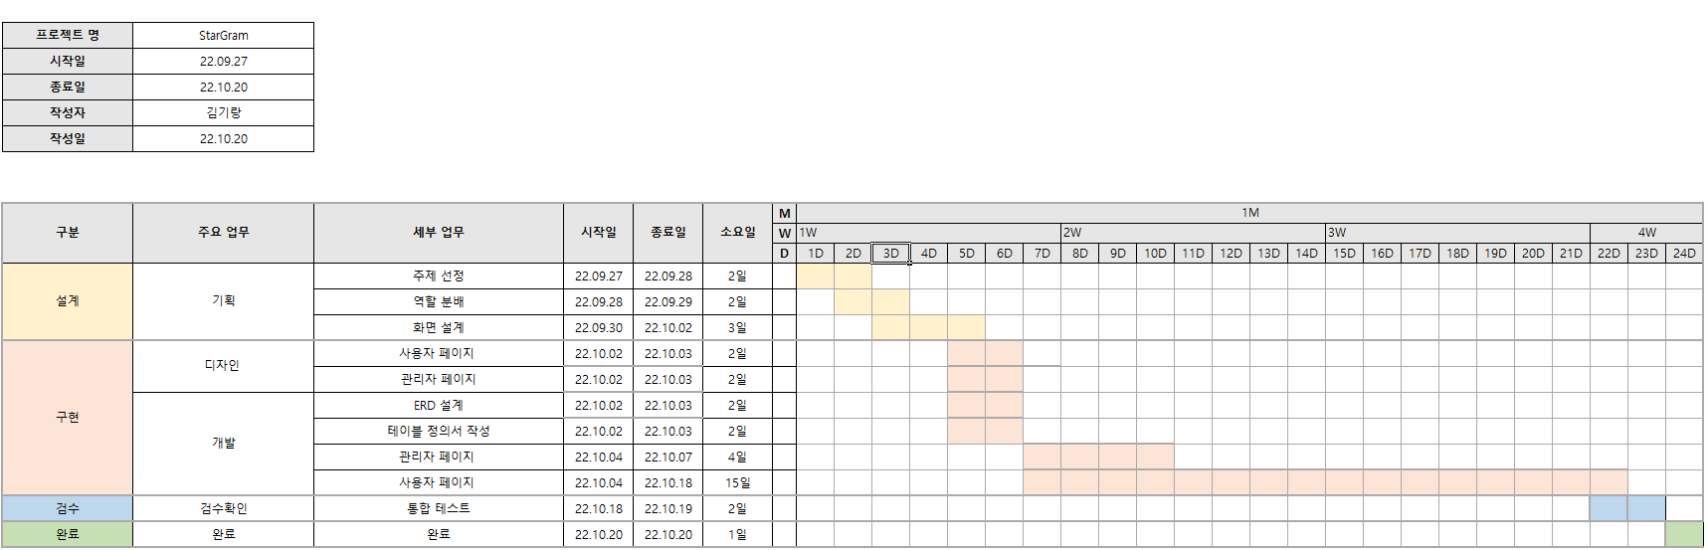 프로젝트 명 StarGram
시작일 22.09.27
종료일 22.10.20
작성자 김기랑
작성일 22.10.20
구분 주요 업무 세부 업무 시작일 종료일 소요일 M 1M
W 1W 2W 3W 4W
D 1D 2D 3D 4D 5D 6D 7D 8D 9D 10D 11D 12D 13D 14D 15D 16D 17D 18D 19D 20D 21D 22D 23D 24D
설계 기획 주제 선정 22.09.27 22.09.28 2일
역할 분배 22.09.28 22.09.29 2일
화면 설계 22.09.30 22.10.02 3일
구현 디자인 사용자 페이지 22.10.02 22.10.03 2일
관리자 페이지 22.10.02 22.10.03 2일
개발 ERD 설계 22.10.02 22.10.03 2일
테이블 정의서 작성 22.10.02 22.10.03 2일
관리자 페이지 22.10.04 22.10.07 4일
사용자 페이지 22.10.04 22.10.18 15일
검수 검수확인 통합 테스트 22.10.18 22.10.19 2일
완료 완료 완료 22.10.20 22.10.20 1일